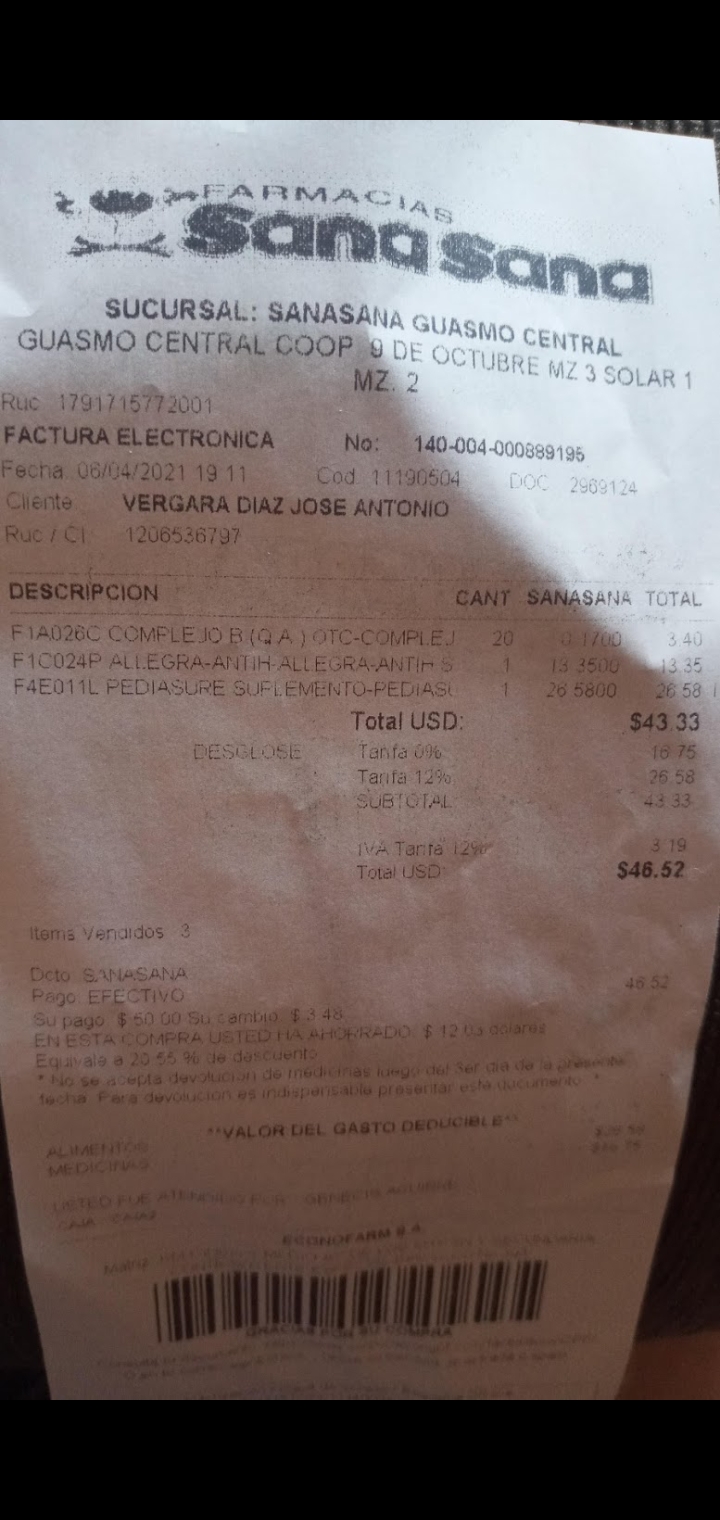 FARMACIAS
sana sana
SUCURSAL: SANASANA GUASMO CENTRAL
GUASMO CENTRAL COOP 9 DE OCTUBRE MZ 3 SOLAR 1
MZ. 2
Ruc 1791715772001
FACTURA ELECTRONICA No: 140-004-000889195
Fecha: 06/04/2021 19 11 Cod 11190504 DOC 2969124
Cliente VERGARA DIAZ JOSE ANTONIO
Ruc / CI 1206536797
DESCRIPCION CANT SANASANA TOTAL
F1A026C COMPLEJO B (Q.A.) OTC-COMPLEJ 20 0.1700 3.40
F1C024P ALLEGRA-ANTIH-ALLEGRA-ANTIH S 1 13.3500 13.35
F4E011L PEDIASURE SUPLEMENTO-PEDIASU 1 26.5800 26.58 I
Total USD: $43.33
DESGLOSE Tarifa 0% 16.75
Tarifa 12% 26.58
SUBTOTAL 43.33
IVA Tarifa 12% 3.19
Total USD: $46.52
Items Vendidos 3
Dcto SANASANA
Pago EFECTIVO 46.52
Su pago $ 50.00 Su cambio $ 3.48
EN ESTA COMPRA USTED HA AHORRADO $ 12.03 dolares
Equivale a 20.55 % de descuento
* No se acepta devolucion de medicinas luego del 3er dia de la presente
fecha. Para devolucion es indispensable presentar este documento. *
**VALOR DEL GASTO DEDUCIBLE**
ALIMENTOS $26.58
MEDICINAS $16.75
USTED FUE ATENDIDO POR: GENESIS
ECONOFARM S.A.
Matriz
GRACIAS POR SU COMPRA